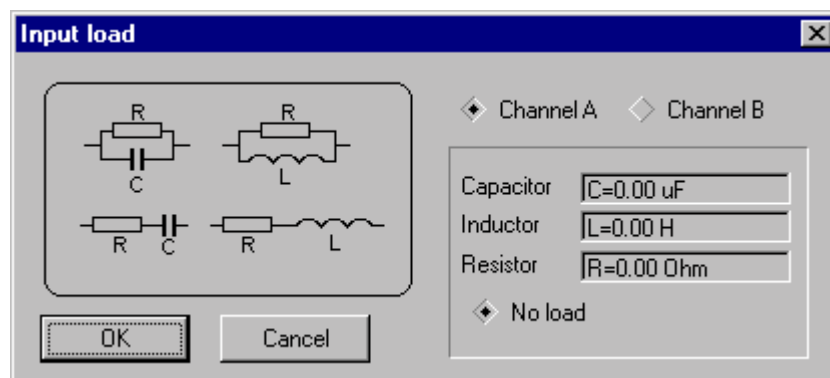 Input load
R R
C L
R C R L
Channel A Channel B
Capacitor C=0.00 uF
Inductor L=0.00 H
Resistor R=0.00 Ohm
No load
OK Cancel